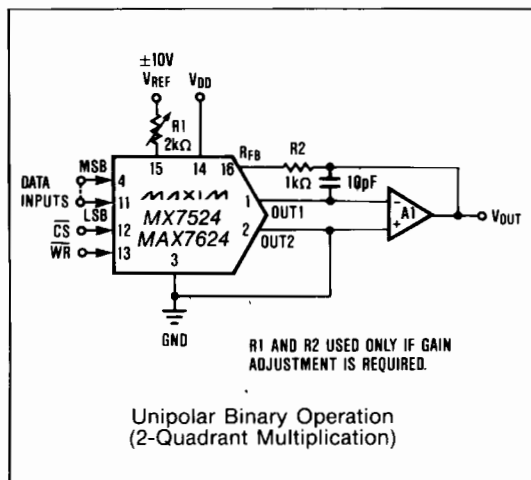 ±10V
VREF
VDD
R1
2kΩ
15
14
16
RFB
R2
1kΩ
10pF
DATA
INPUTS
MSB
4
LSB
11
CS
12
WR
13
MAXIM
MX7524
MAX7624
1
OUT1
2
OUT2
3
GND
-
+
A1
VOUT
R1 AND R2 USED ONLY IF GAIN
ADJUSTMENT IS REQUIRED.
Unipolar Binary Operation
(2-Quadrant Multiplication)